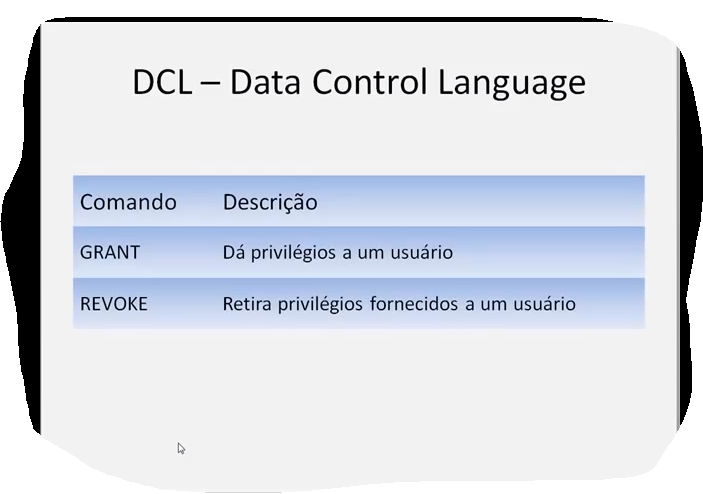 DCL – Data Control Language
Comando Descrição
GRANT Dá privilégios a um usuário
REVOKE Retira privilégios fornecidos a um usuário